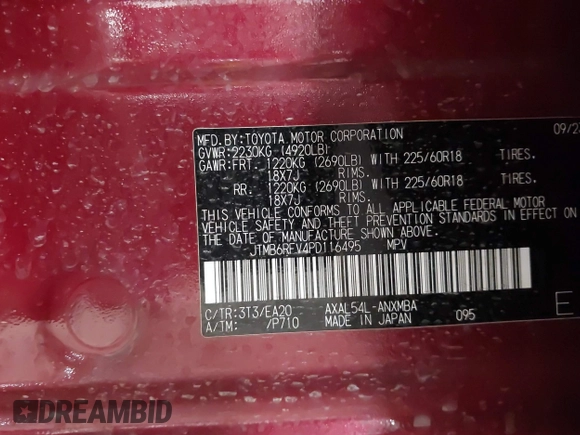 MFD. BY:TOYOTA MOTOR CORPORATION 09/2
GVWR:2230KG (4920LB)
GAWR:FRT. 1220KG (2690LB) WITH 225/60R18 TIRES.
18X7J RIMS.
RR. 1220KG (2690LB) WITH 225/60R18 TIRES.
18X7J RIMS.
THIS VEHICLE CONFORMS TO ALL APPLICABLE FEDERAL MOTOR
VEHICLE SAFETY AND THEFT PREVENTION STANDARDS IN EFFECT ON
THE DATE OF MANUFACTURE SHOWN ABOVE.
JTMB6RFV4PD116495 MPV
C/TR:3T3/EA20 AXAL54L-ANXMBA
A/TM: /P710 MADE IN JAPAN 095 E
DREAMBID